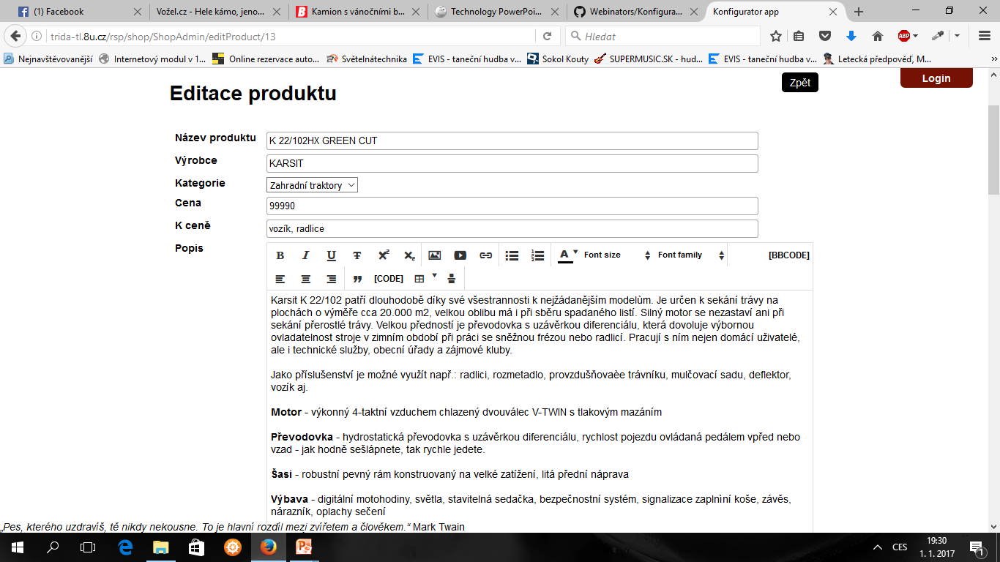 (1) Facebook
Vožel.cz - Hele kámo, jeno...
Kamion s vánočními b...
Technology PowerPoi...
Webinators/Konfigura...
Konfigurator app
trida-tl.8u.cz/rsp/shop/ShopAdmin/editProduct/13
Hledat
ABP
Nejnavštěvovanější
Internetový modul v 1...
Online rezervace auto...
Světelnátechnika
EVIS - taneční hudba v...
Sokol Kouty
SUPERMUSIC.SK - hud...
EVIS - taneční hudba v...
Letecká předpověď, M...
Editace produktu
Zpět
Login
Název produktu
K 22/102HX GREEN CUT
Výrobce
KARSIT
Kategorie
Zahradní traktory
Cena
99990
K ceně
vozík, radlice
Popis
Font size
Font family
[BBCODE]
[CODE]
Karsit K 22/102 patří dlouhodobě díky své všestrannosti k nejžádanějším modelùm. Je určen k sekání trávy na
plochách o výměře cca 20.000 m2, velkou oblibu má i při sběru spadaného listí. Silný motor se nezastaví ani při
sekání přerostlé trávy. Velkou předností je převodovka s uzávěrkou diferenciálu, která dovoluje výbornou
ovladatelnost stroje v zimním období při práci se sněžnou frézou nebo radlicí. Pracují s ním nejen domácí uživatelé,
ale i technické služby, obecní úřady a zájmové kluby.
Jako příslušenství je možné využít např.: radlici, rozmetadlo, provzdušňovaèe trávníku, mulčovací sadu, deflektor,
vozík aj.
Motor - výkonný 4-taktní vzduchem chlazený dvouválec V-TWIN s tlakovým mazáním
Převodovka - hydrostatická převodovka s uzávěrkou diferenciálu, rychlost pojezdu ovládaná pedálem vpřed nebo
vzad - jak hodně sešlápnete, tak rychle jedete.
Šasi - robustní pevný rám konstruovaný na velké zatížení, litá přední náprava
Výbava - digitální motohodiny, světla, stavitelná sedačka, bezpečnostní systém, signalizace zaplnìní koše, závěs,
nárazník, oplachy sečení
„Pes, kterého uzdravíš, tě nikdy nekousne. To je hlavní rozdíl mezi zvířetem a člověkem.“ Mark Twain
CES
19:30
1. 1. 2017
1